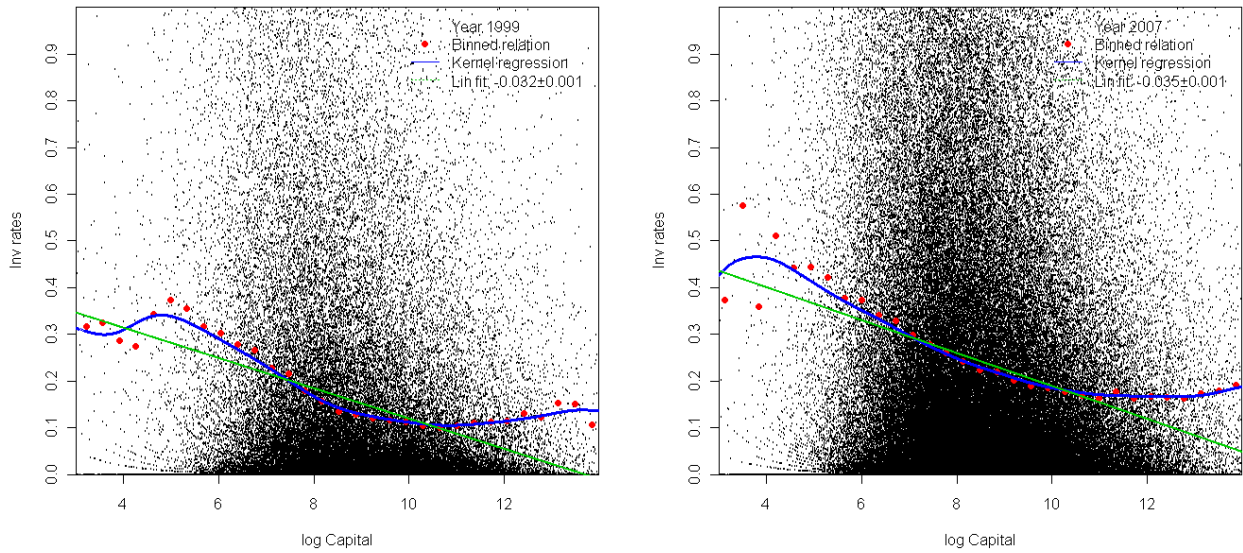 Year 1999
Binned relation
Kernel regression
Lin fit: -0.032±0.001
0.0 0.1 0.2 0.3 0.4 0.5 0.6 0.7 0.8 0.9
Inv rates
4 6 8 10 12
log Capital
Year 2007
Binned relation
Kernel regression
Lin fit: -0.035±0.001
0.0 0.1 0.2 0.3 0.4 0.5 0.6 0.7 0.8 0.9
Inv rates
4 6 8 10 12
log Capital